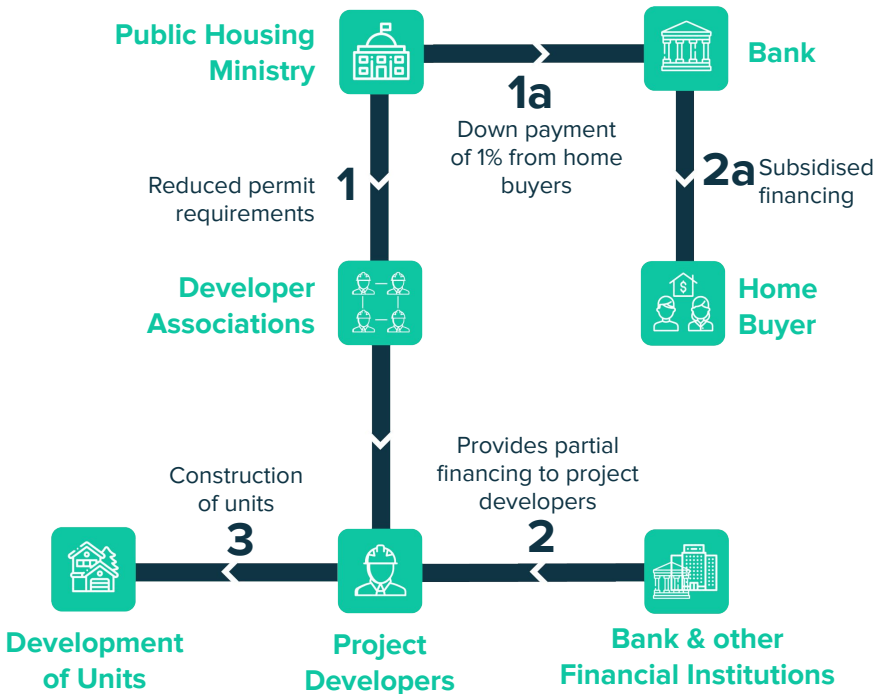 Public Housing
Ministry
Bank
1a
Down payment
of 1% from home
buyers
1
Reduced permit
requirements
2a
Subsidised
financing
Developer
Associations
Home
Buyer
$
Construction
of units
3
Provides partial
financing to project
developers
2
Development
of Units
Project
Developers
Bank & other
Financial Institutions